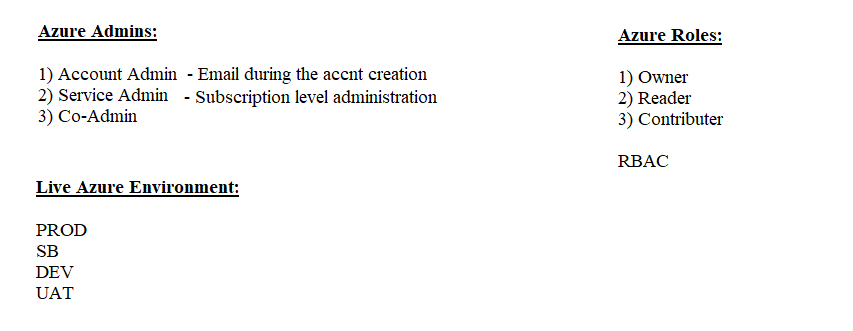 Azure Admins:
1) Account Admin - Email during the accnt creation
2) Service Admin - Subscription level administration
3) Co-Admin
Azure Roles:
1) Owner
2) Reader
3) Contributer
RBAC
Live Azure Environment:
PROD
SB
DEV
UAT